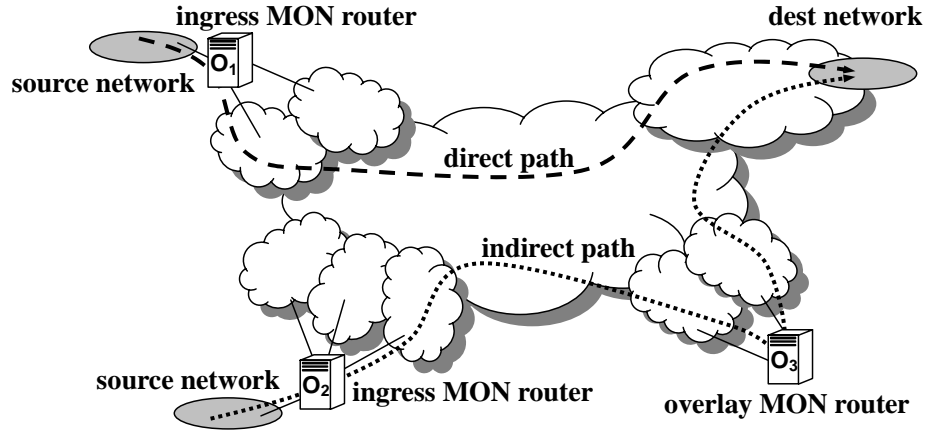 ingress MON router
dest network
O1
source network
direct path
indirect path
O3
source network
O2
ingress MON router
overlay MON router